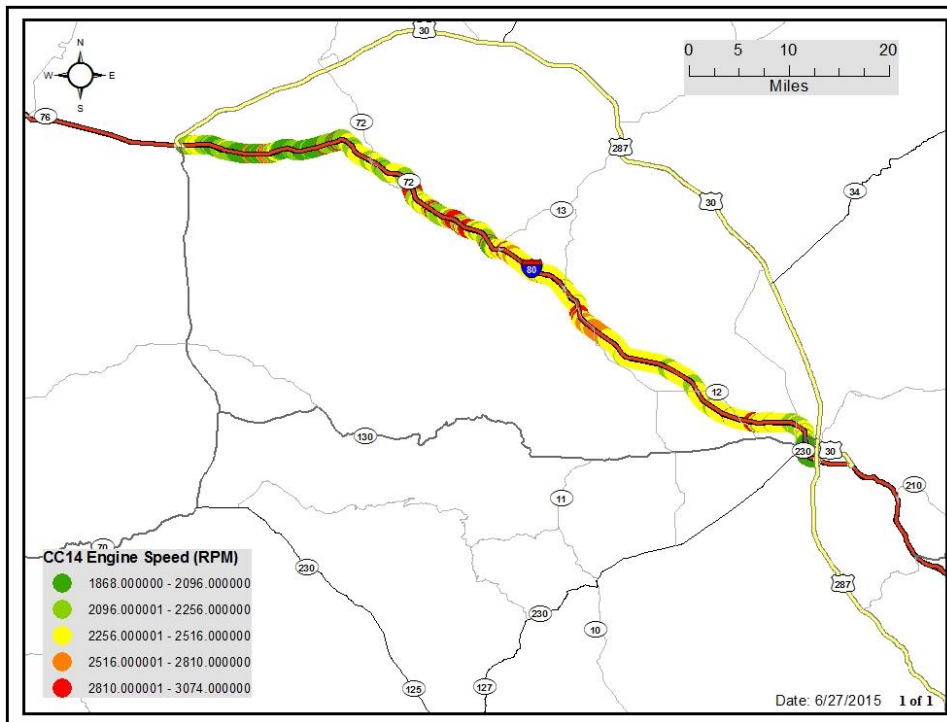 30
N
W E
S
0 5 10 20
Miles
76
72
287
72
30
34
13
80
12
130
230
30
210
11
70
CC14 Engine Speed (RPM)
1868.000000 - 2096.000000
2096.000001 - 2256.000000
2256.000001 - 2516.000000
2516.000001 - 2810.000000
2810.000001 - 3074.000000
230
287
230
10
125
127
Date: 6/27/2015 1 of 1